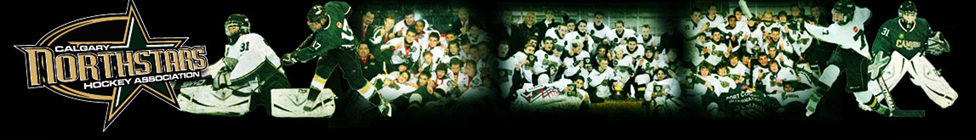 CALGARY
NORTHSTARS
HOCKEY ASSOCIATION
31
17
31